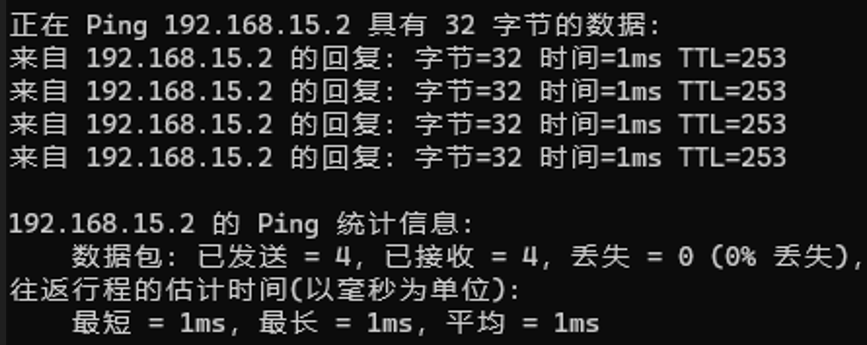 正在 Ping 192.168.15.2 具有 32 字节的数据:
来自 192.168.15.2 的回复: 字节=32 时间=1ms TTL=253
来自 192.168.15.2 的回复: 字节=32 时间=1ms TTL=253
来自 192.168.15.2 的回复: 字节=32 时间=1ms TTL=253
来自 192.168.15.2 的回复: 字节=32 时间=1ms TTL=253
192.168.15.2 的 Ping 统计信息:
数据包: 已发送 = 4, 已接收 = 4, 丢失 = 0 (0% 丢失),
往返行程的估计时间(以毫秒为单位):
最短 = 1ms, 最长 = 1ms, 平均 = 1ms